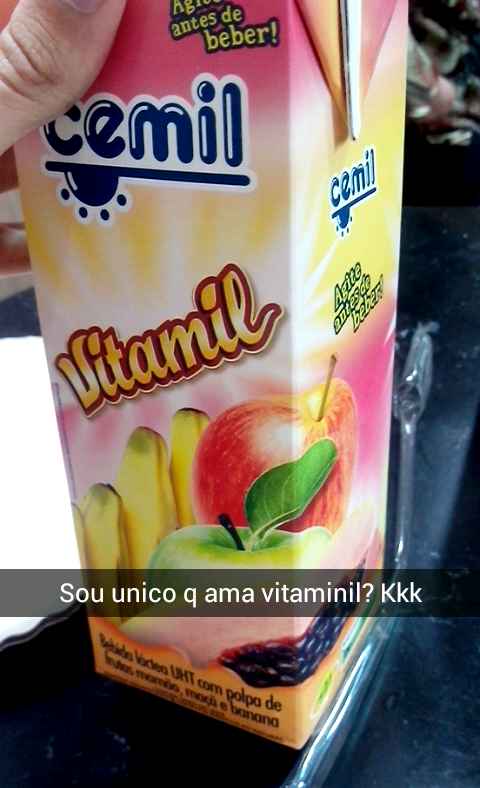 Agite
antes de
beber!
cemil
Vitamil
cemil
Agite
antes de
beber!
Sou unico q ama vitaminil? Kkk
Bebida láctea UHT com polpa de
frutas mamão, maçã e banana